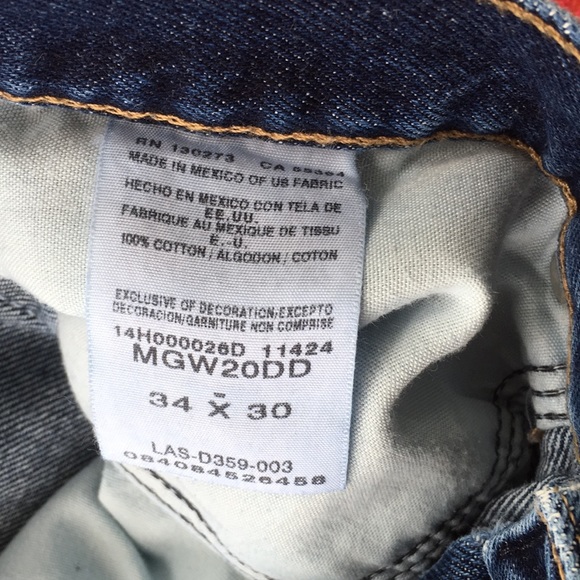 RN 130273 CA
MADE IN MEXICO OF US FABRIC
HECHO EN MEXICO CON TELA DE
EE.UU.
FABRIQUE AU MEXIQUE DE TISSU
E.-U.
100% COTTON / ALGODON / COTON
EXCLUSIVE OF DECORATION/EXCEPTO
DECORACION/GARNITURE NON COMPRISE
14H000026D 11424
MGW20DD
34 X 30
LAS-D359-003
084084526458